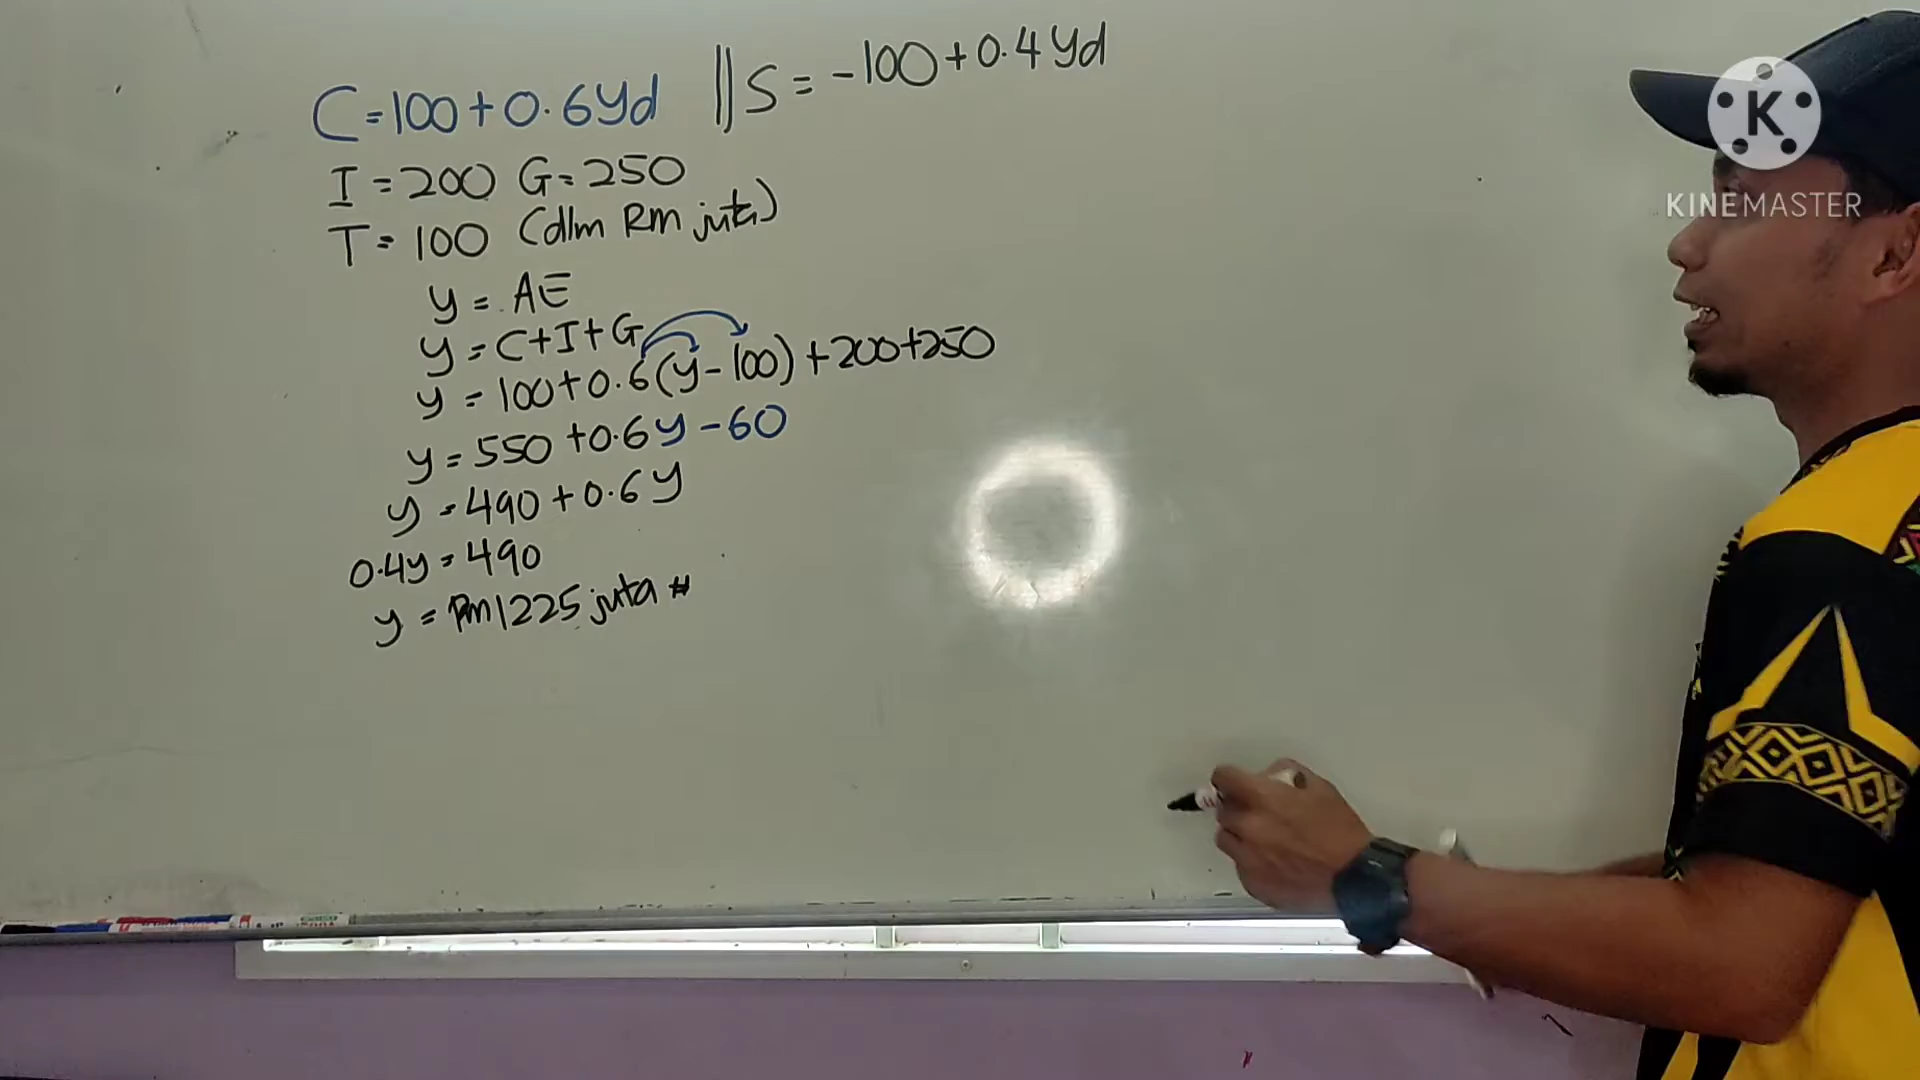 C=100+0.6Yd || S = -100+0.4Yd
I = 200 G=250
T= 100 (dlm Rm juta)
y = AE
y = C+I+G
y = 100+0.6(y-100)+200+250
y = 550 +0.6y-60
y = 490 + 0.6y
0.4y = 490
y = Rm1225 juta #
K
KINEMASTER